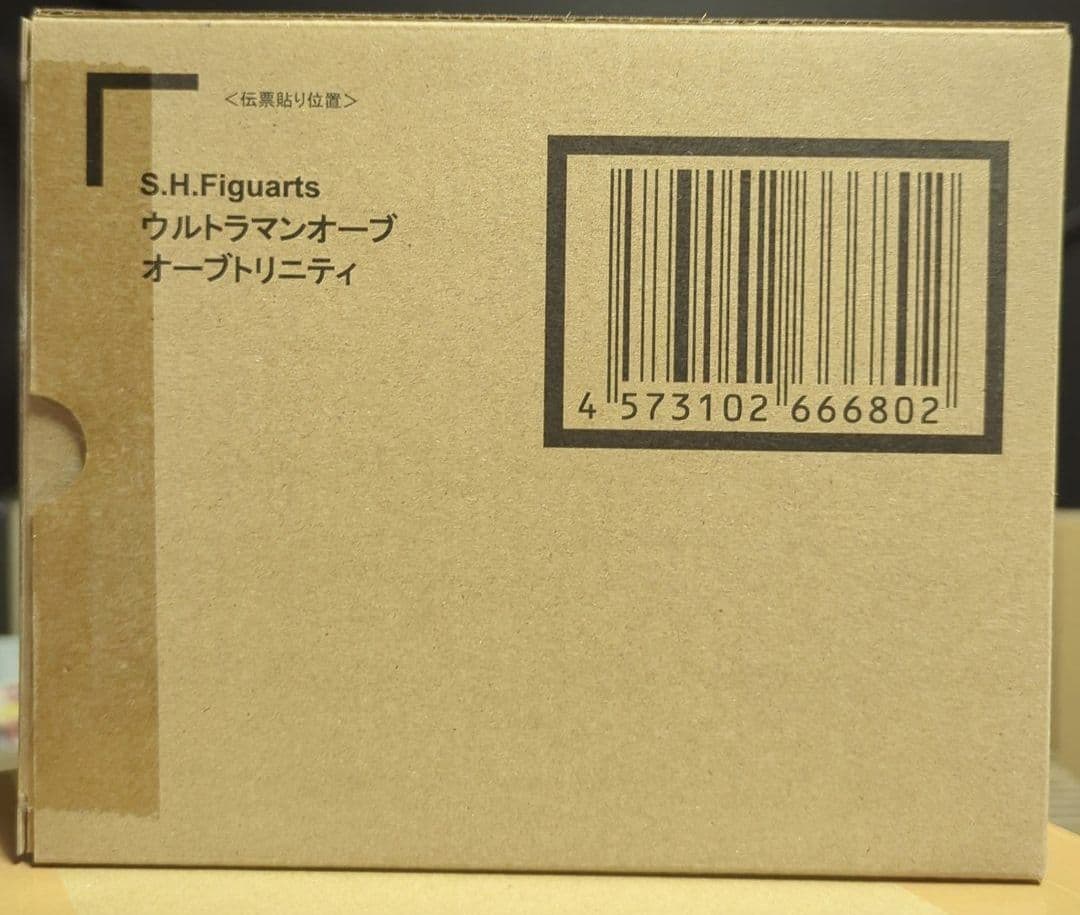 ＜伝票貼り位置＞
S.H.Figuarts
ウルトラマンオーブ
オーブトリニティ
4 573102 666802